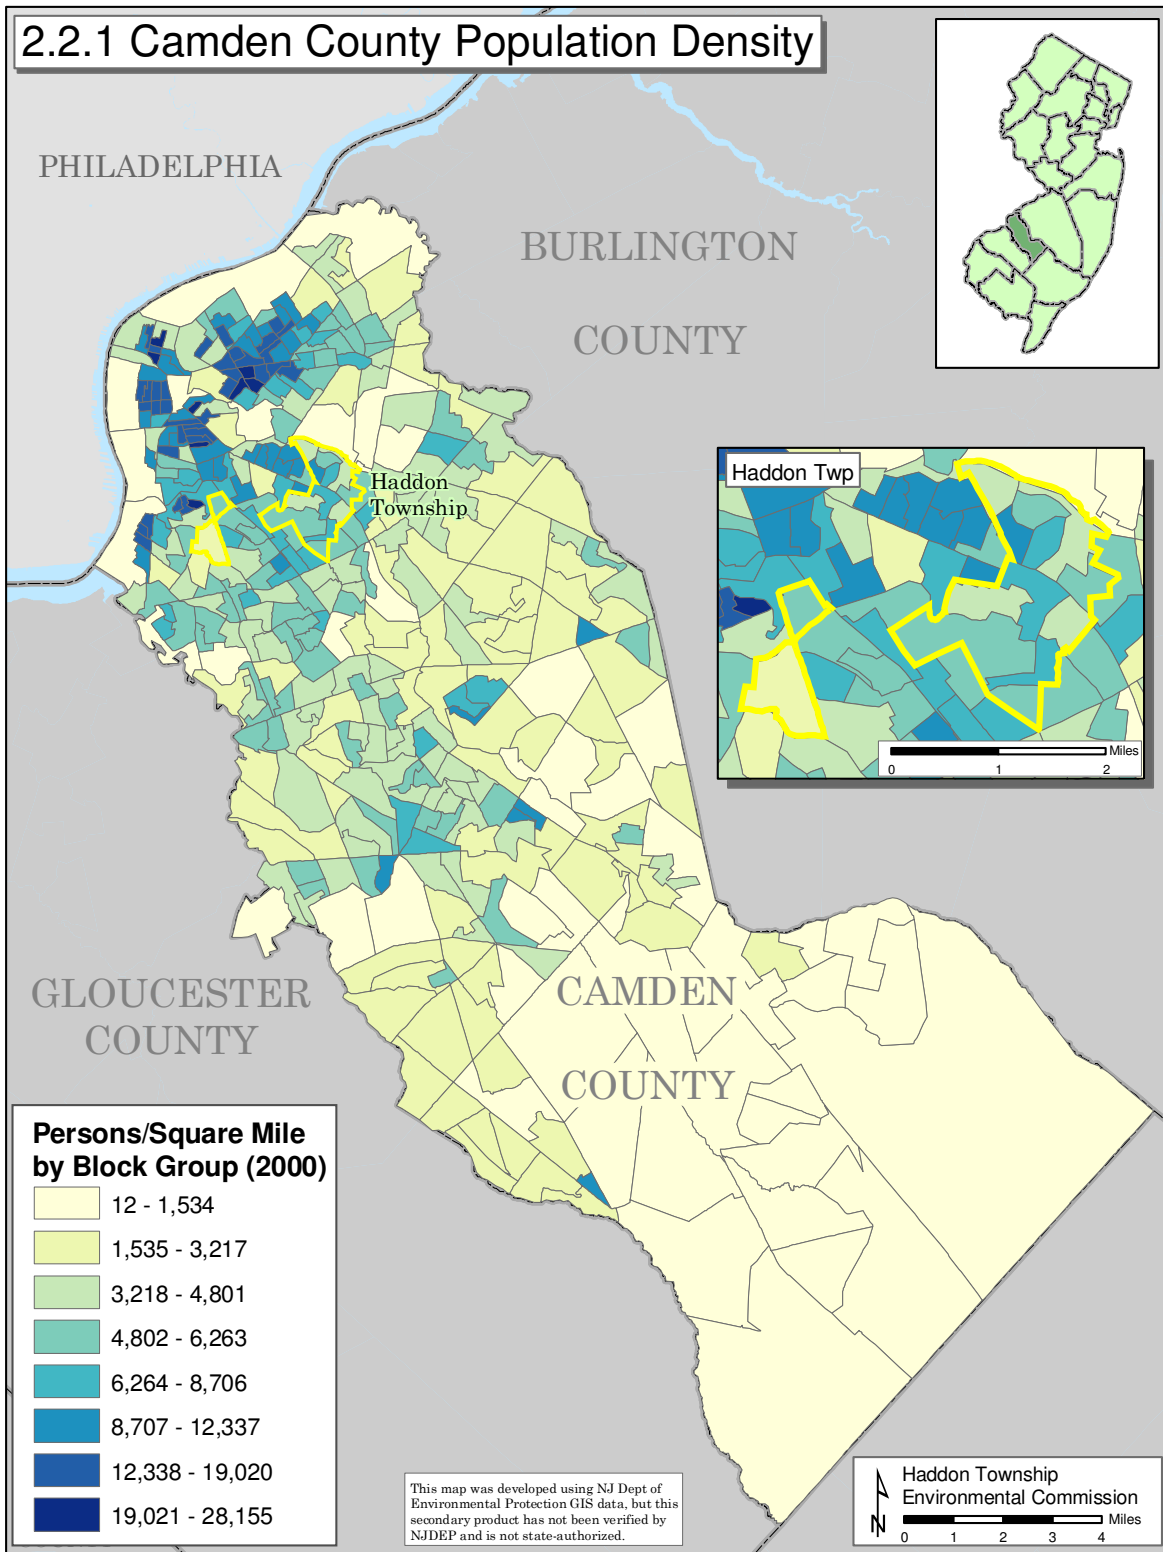 2.2.1 Camden County Population Density
PHILADELPHIA
BURLINGTON
COUNTY
Haddon
Township
Haddon Twp
Miles
0 1 2
GLOUCESTER
COUNTY
CAMDEN
COUNTY
Persons/Square Mile
by Block Group (2000)
12 - 1,534
1,535 - 3,217
3,218 - 4,801
4,802 - 6,263
6,264 - 8,706
8,707 - 12,337
12,338 - 19,020
19,021 - 28,155
This map was developed using NJ Dept of
Environmental Protection GIS data, but this
secondary product has not been verified by
NJDEP and is not state-authorized.
Haddon Township
Environmental Commission
N
Miles
0 1 2 3 4